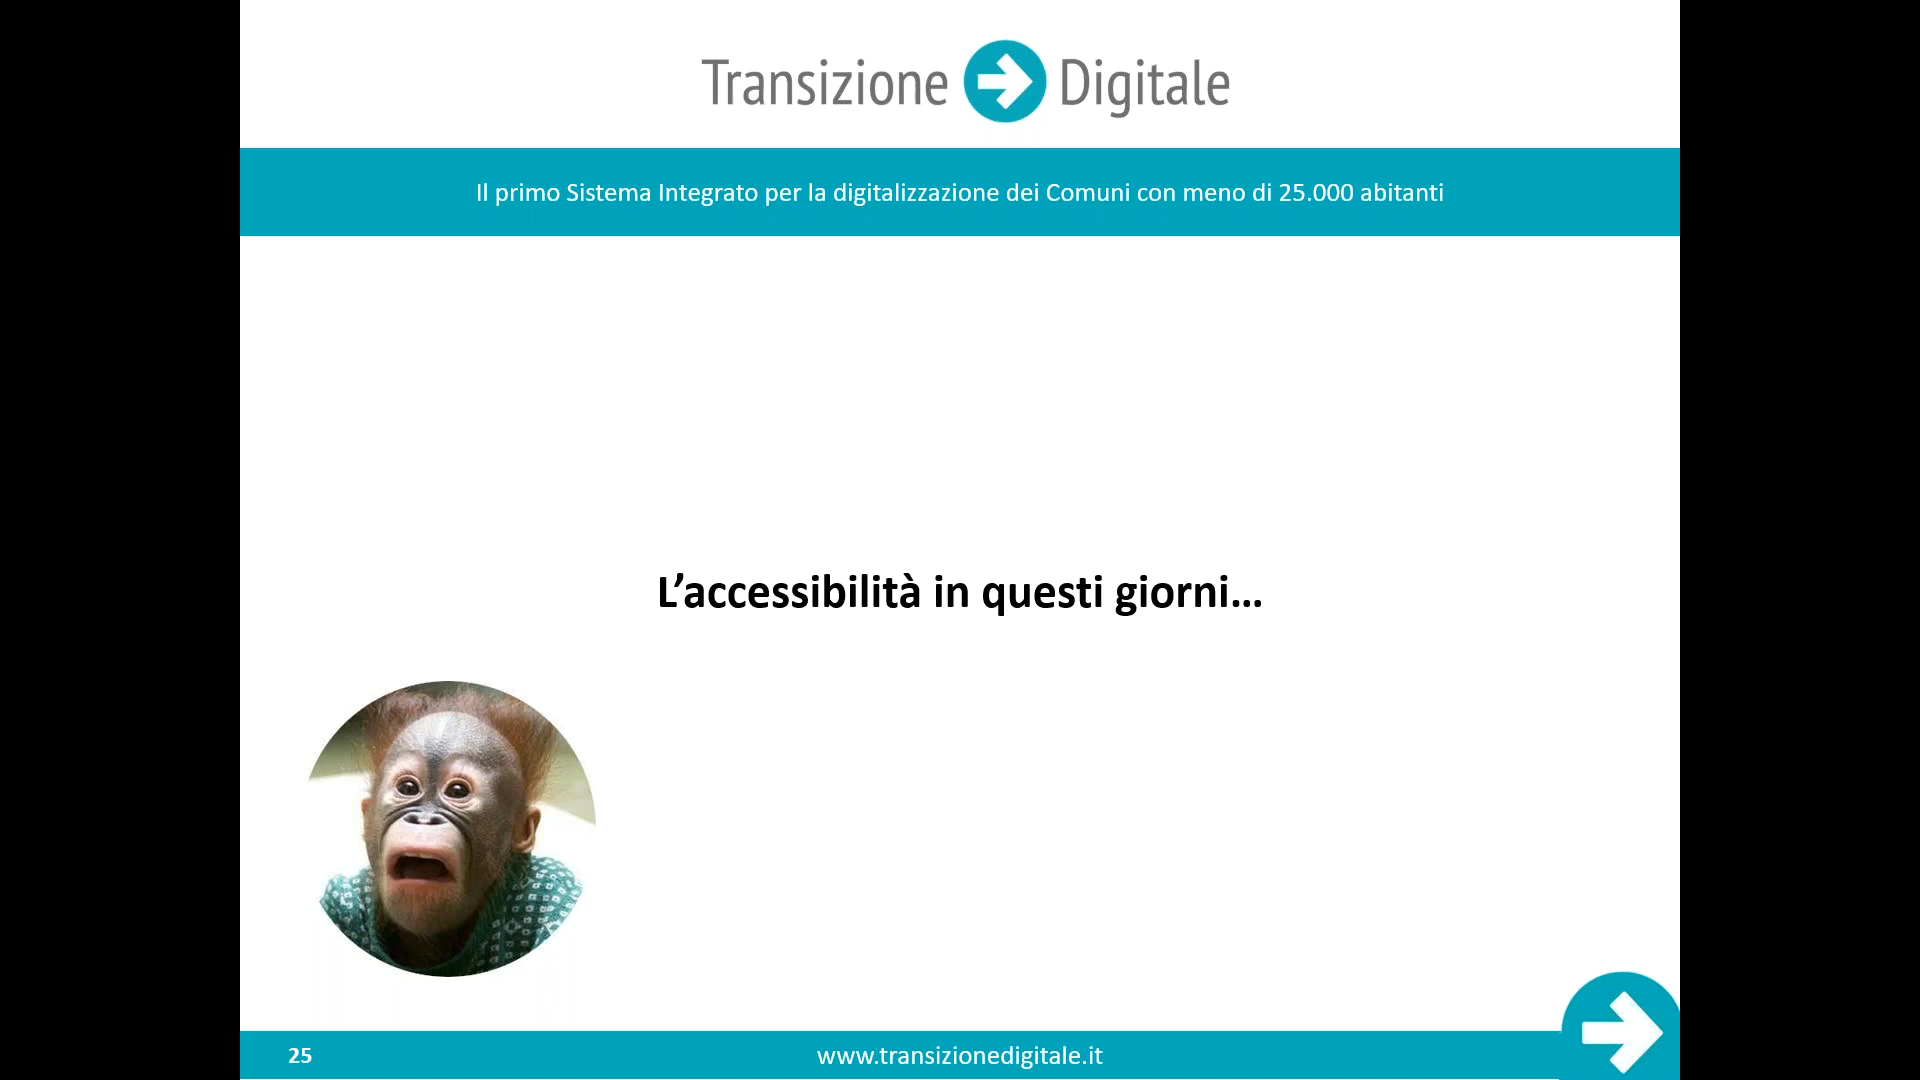 Transizione Digitale
Il primo Sistema Integrato per la digitalizzazione dei Comuni con meno di 25.000 abitanti
L’accessibilità in questi giorni...
25
www.transizionedigitale.it